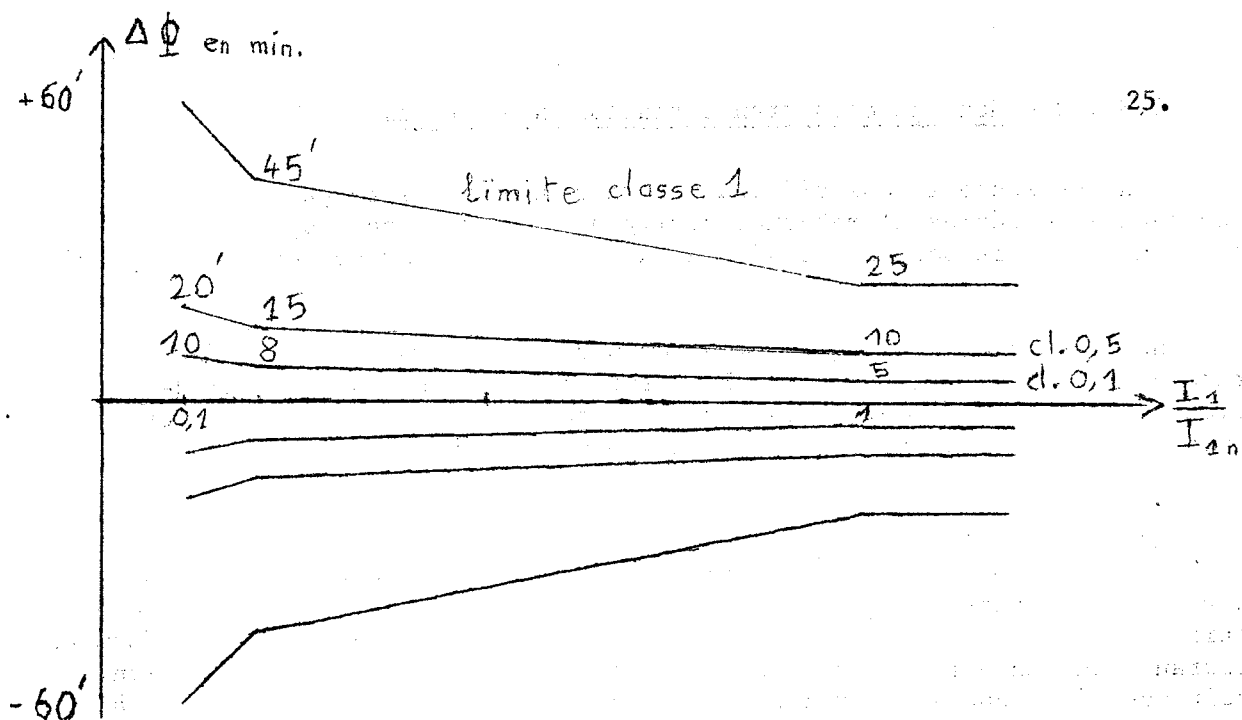 ΔΦ en min.
+60'
25.
45'
limite classe 1
25
20'
15
10
cl. 0,5
10
8
5
cl. 0,1
0,1
1
I₁
I₁ₙ
-60'